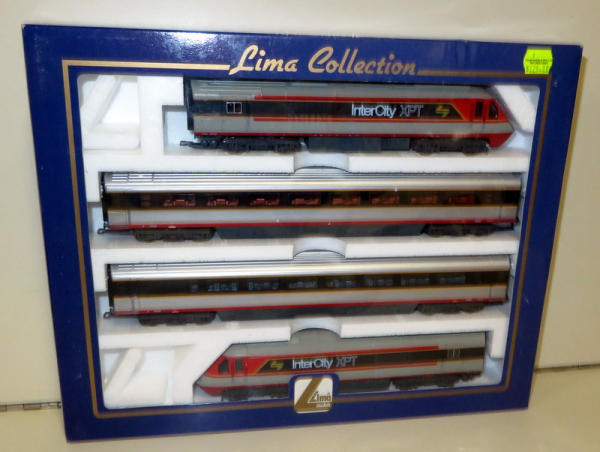 Lima Collection
InterCity XPT
InterCity XPT
Lima